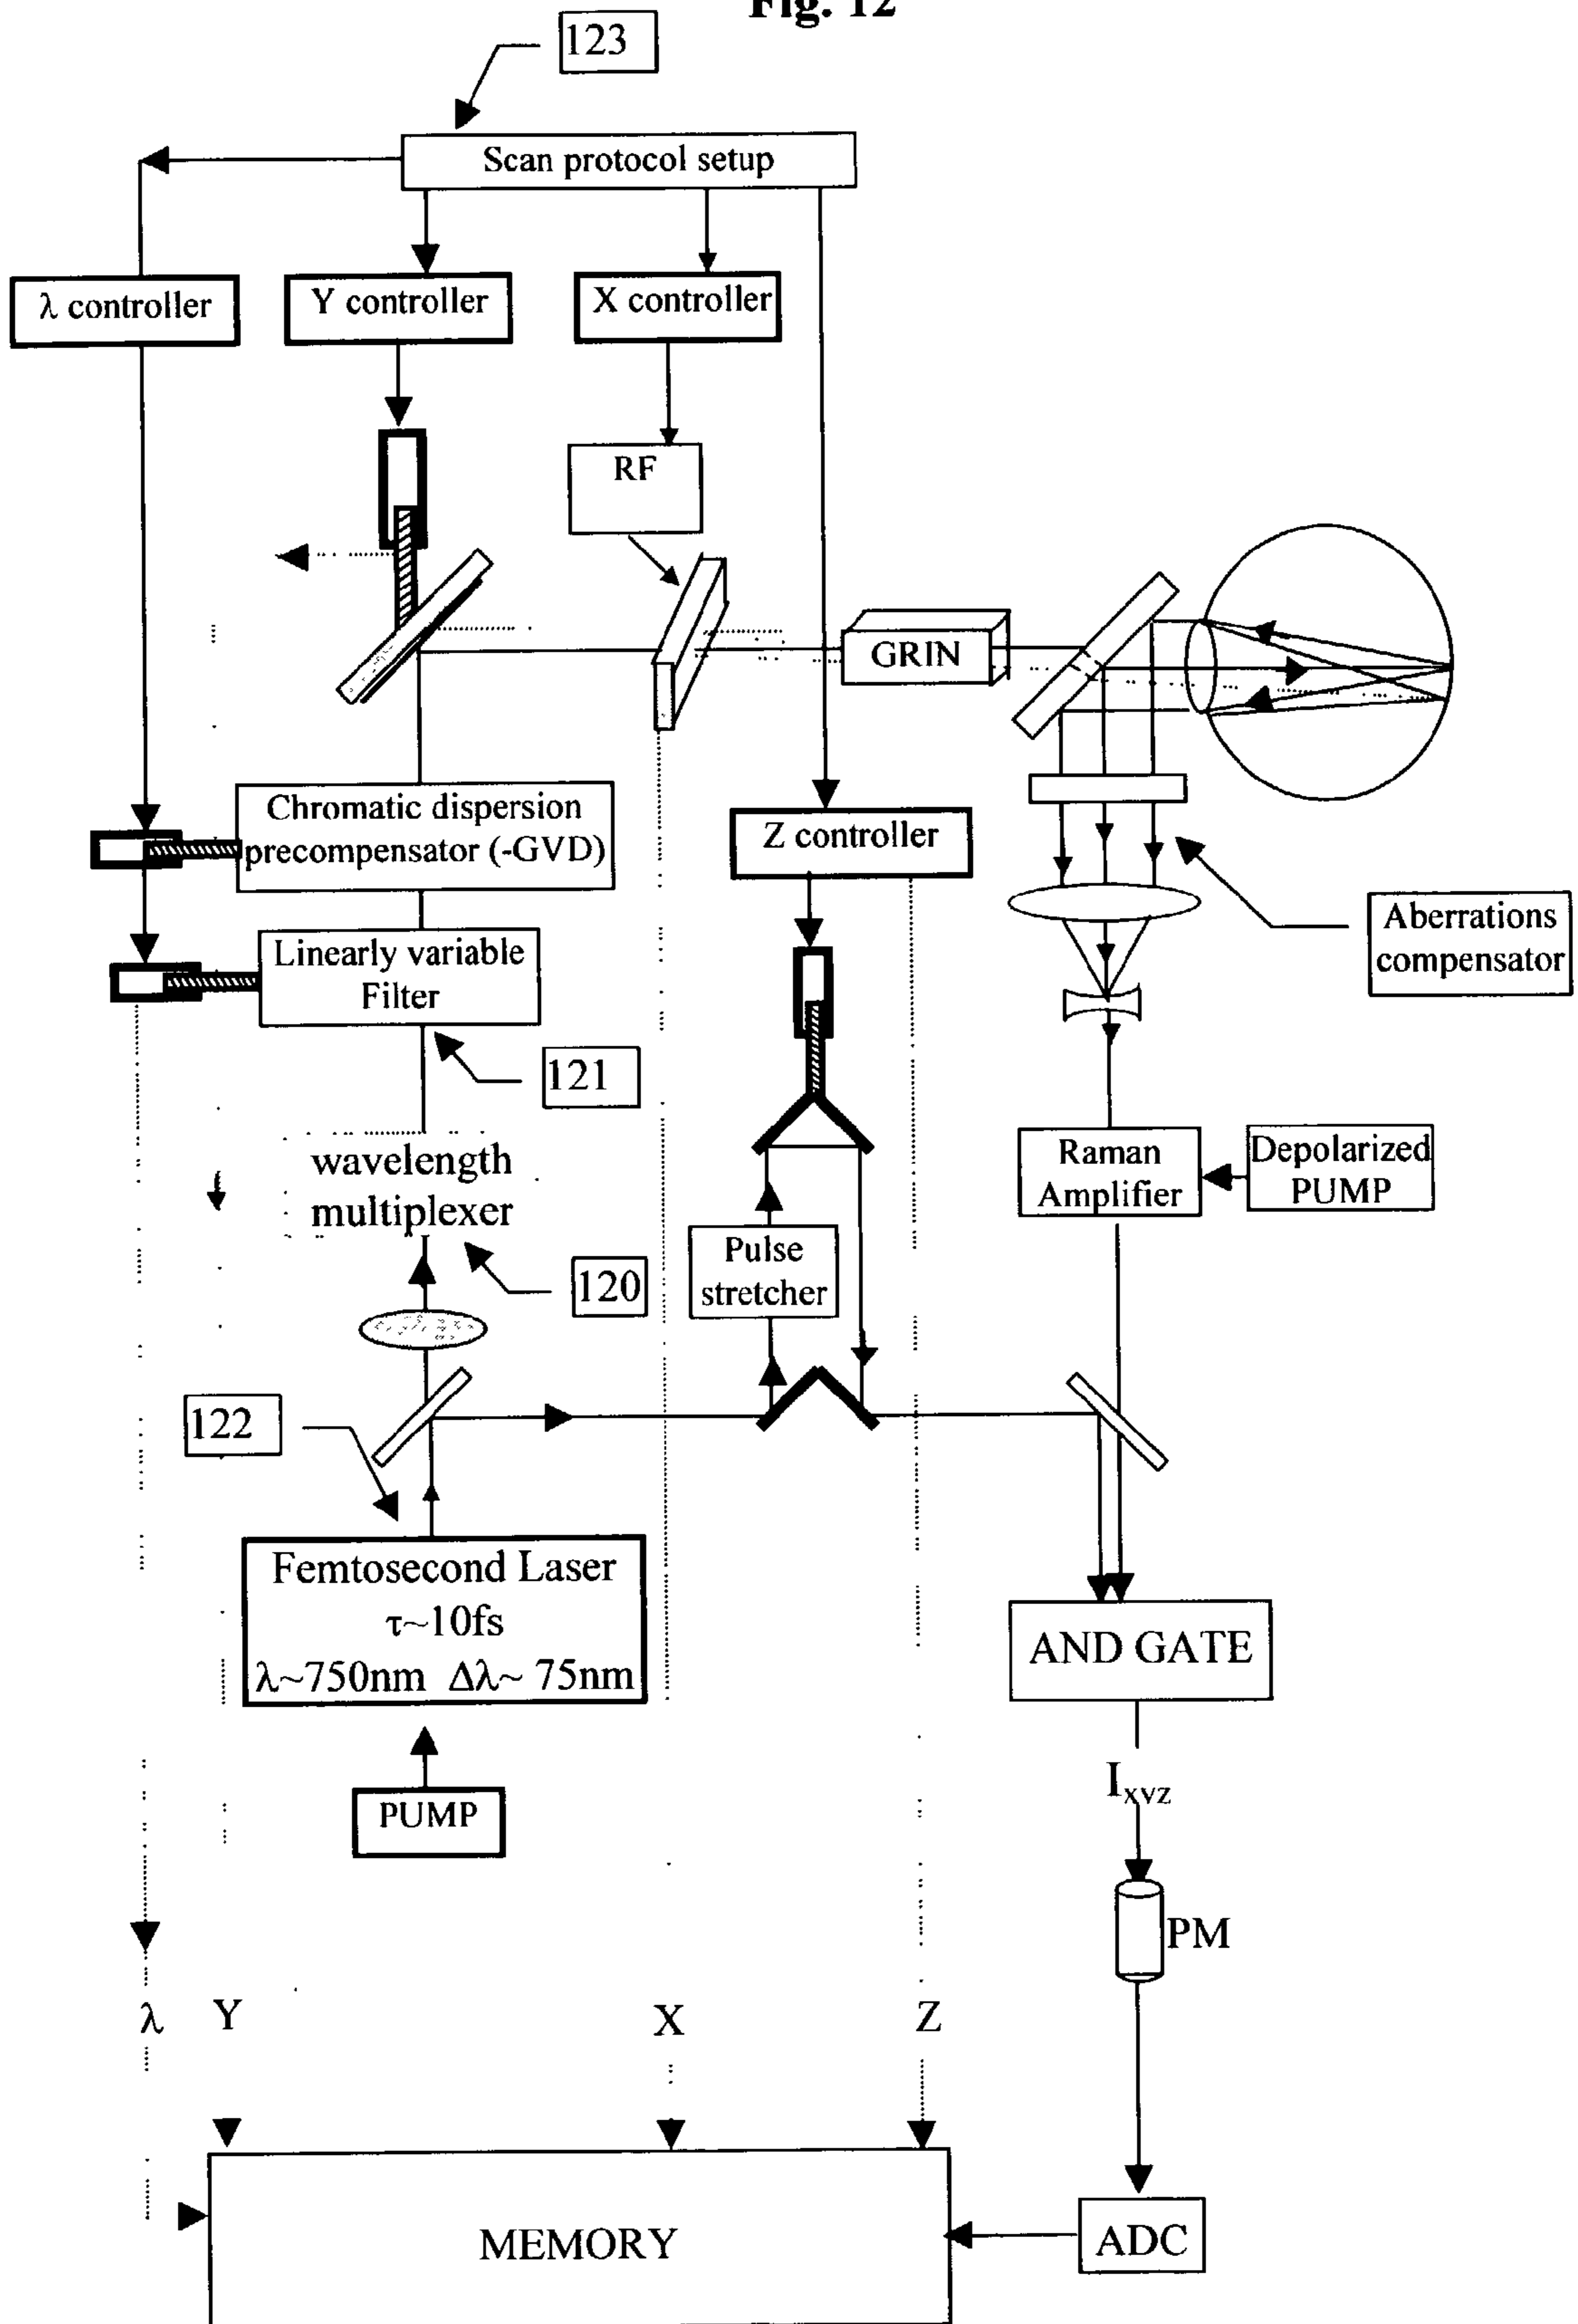 Fig. 12
123
Scan protocol setup
λ controller
Y controller
X controller
RF
GRIN
Chromatic dispersion
precompensator (-GVD)
Z controller
Linearly variable
Filter
Aberrations
compensator
121
wavelength
multiplexer
Raman
Amplifier
Depolarized
PUMP
Pulse
stretcher
120
122
Femtosecond Laser
τ~10fs
λ~750nm Δλ~ 75nm
AND GATE
PUMP
Ixyz
PM
λ
Y
X
Z
MEMORY
ADC